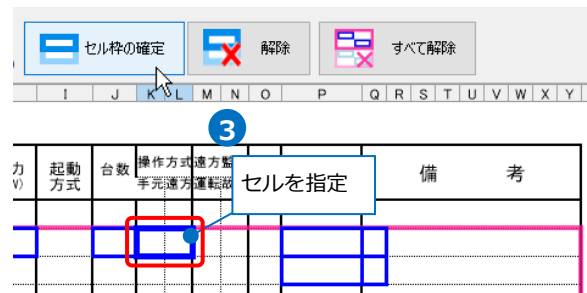 セル枠の確定 解除 すべて解除
I J K L M N O P Q R S T U V W X Y
3
力 起動 台数 操作方式 遠方監 備 考
方式 手元 遠方 運転故
セルを指定